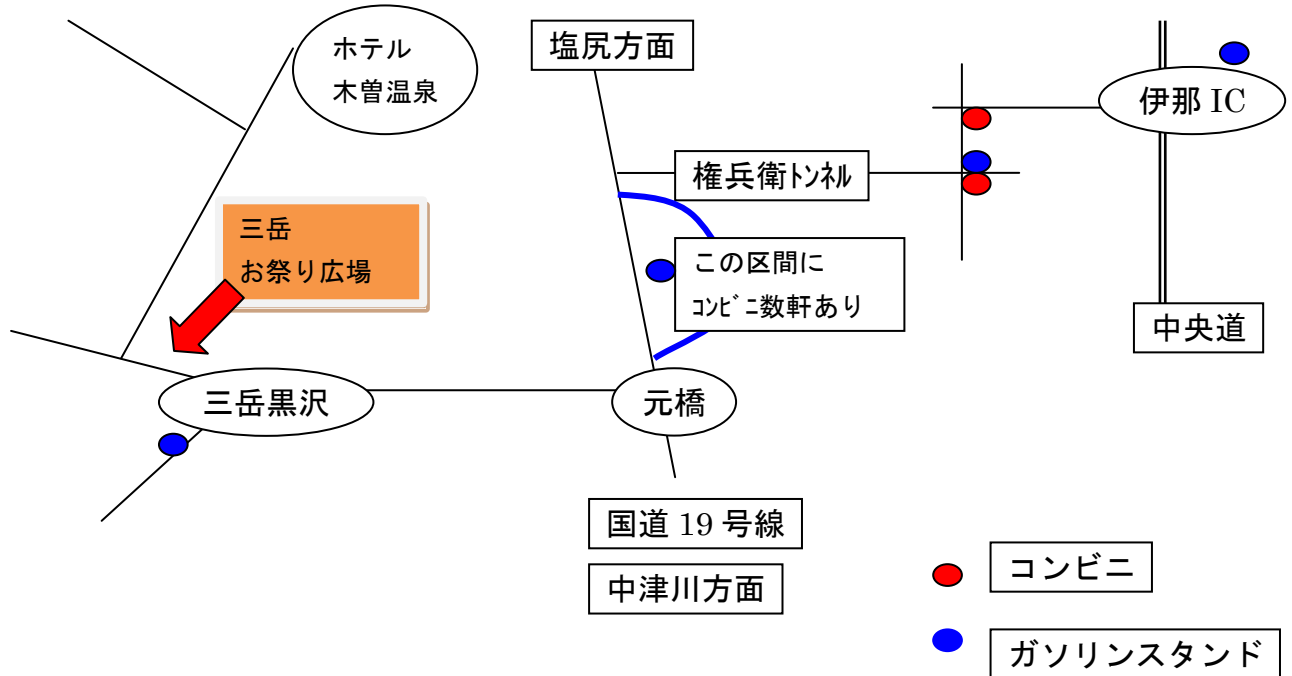 ホテル
木曽温泉
塩尻方面
伊那 IC
権兵衛ﾄﾝﾈﾙ
三岳
お祭り広場
この区間に
ｺﾝﾋﾞﾆ数軒あり
中央道
三岳黒沢
元橋
国道 19 号線
中津川方面
コンビニ
ガソリンスタンド